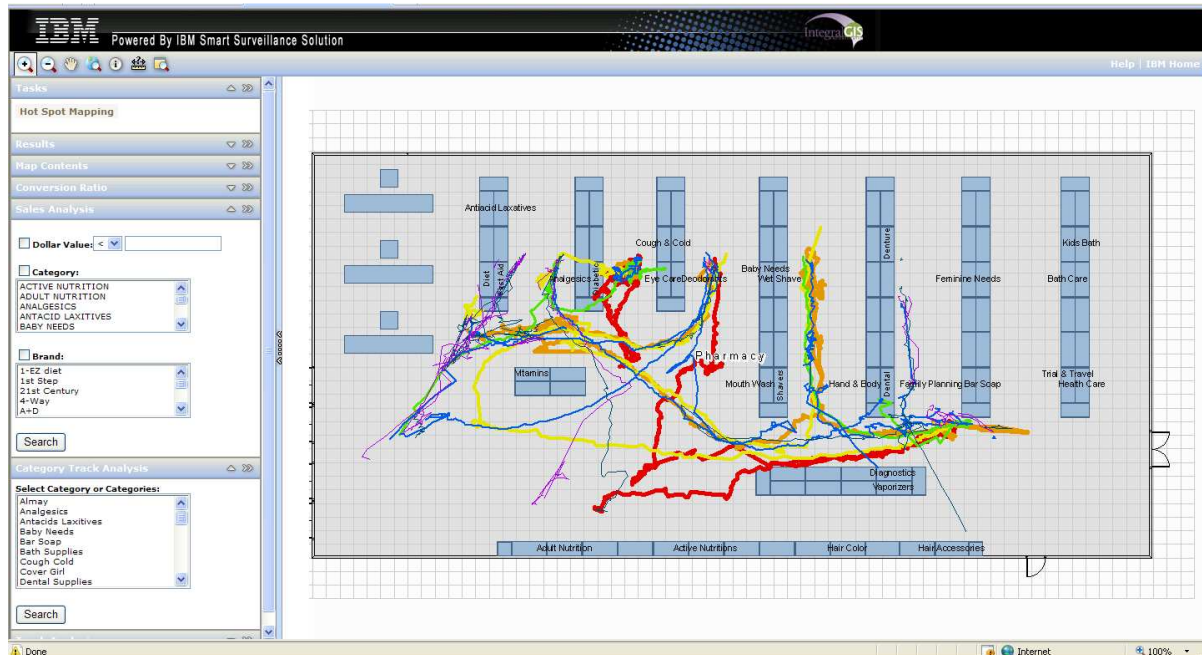 IBM Powered By IBM Smart Surveillance Solution
IntegralGIS
Help | IBM Home
Tasks
Hot Spot Mapping
Results
Map Contents
Conversion Ratio
Sales Analysis
Dollar Value: <
Category:
ACTIVE NUTRITION
ADULT NUTRITION
ANALGESICS
ANTACID LAXITIVES
BABY NEEDS
Brand:
1-EZ diet
1st Step
21st Century
4-Way
A+D
Search
Category Track Analysis
Select Category or Categories:
Almay
Analgesics
Antacids Laxitives
Baby Needs
Bar Soap
Bath Supplies
Cough Cold
Cover Girl
Dental Supplies
Search
Antiacid Laxatives
Cough & Cold
Denture
Kids Bath
Diet
First Aid
Analgesics
Diabetic
Eye Care
Deodorants
Baby Needs
Wet Shave
Feminine Needs
Bath Care
Pharmacy
Vitamins
Mouth Wash
Shaves
Hand & Body
Dental
Family Planning
Bar Soap
Trial & Travel
Health Care
Diagnostics
Vaporizers
Adult Nutrition
Active Nutritions
Hair Color
Hair Accessories
Done
Internet
100%